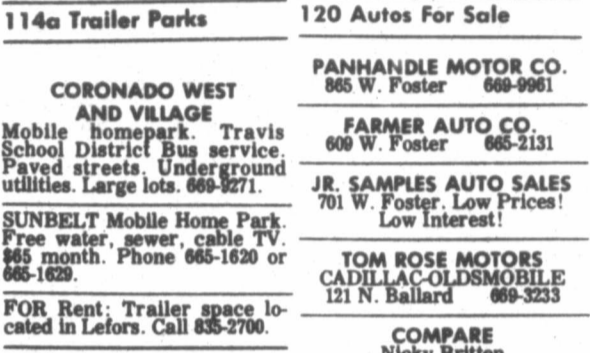 114a Trailer Parks
CORONADO WEST
AND VILLAGE
Mobile homepark. Travis
School District Bus service.
Paved streets. Underground
utilities. Large lots. 669-9271.
SUNBELT Mobile Home Park.
Free water, sewer, cable TV.
$65 month. Phone 665-1620 or
665-1629.
FOR Rent: Trailer space lo-
cated in Lefors. Call 835-2700.
120 Autos For Sale
PANHANDLE MOTOR CO.
865 W. Foster 669-9961
FARMER AUTO CO.
609 W. Foster 665-2131
JR. SAMPLES AUTO SALES
701 W. Foster. Low Prices!
Low Interest!
TOM ROSE MOTORS
CADILLAC-OLDSMOBILE
121 N. Ballard 669-3233
COMPARE
Nicky Britten